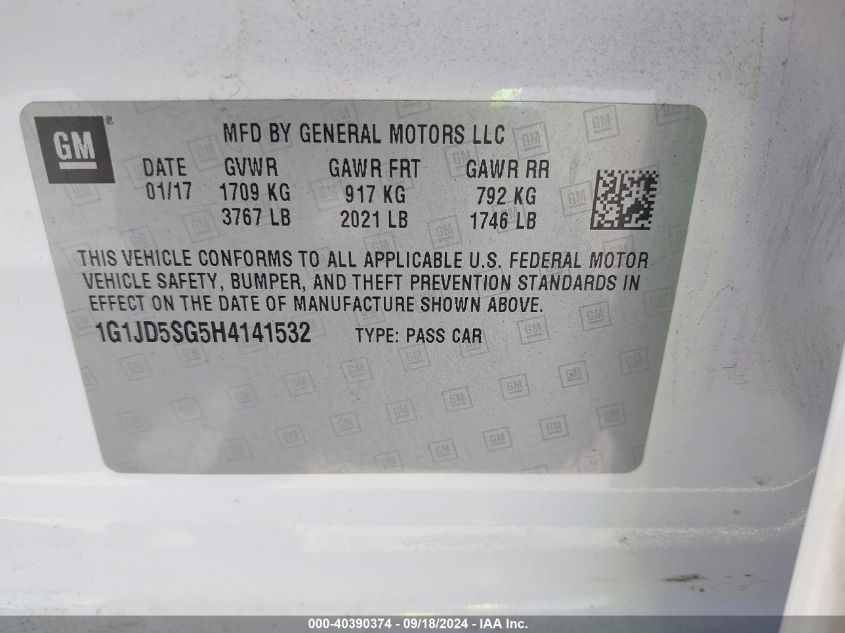 GM ®
MFD BY GENERAL MOTORS LLC
DATE GVWR GAWR FRT GAWR RR
01/17 1709 KG 917 KG 792 KG
3767 LB 2021 LB 1746 LB
THIS VEHICLE CONFORMS TO ALL APPLICABLE U.S. FEDERAL MOTOR
VEHICLE SAFETY, BUMPER, AND THEFT PREVENTION STANDARDS IN
EFFECT ON THE DATE OF MANUFACTURE SHOWN ABOVE.
1G1JD5SG5H4141532 TYPE: PASS CAR
000-40390374 - 09/18/2024 - IAA Inc.